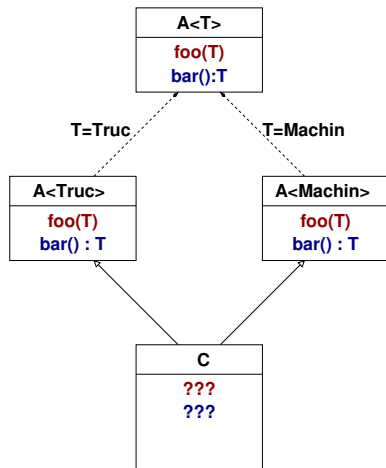 A<T>
foo(T)
bar():T
T=Truc
T=Machin
A<Truc>
foo(T)
bar() : T
A<Machin>
foo(T)
bar() : T
C
???
???